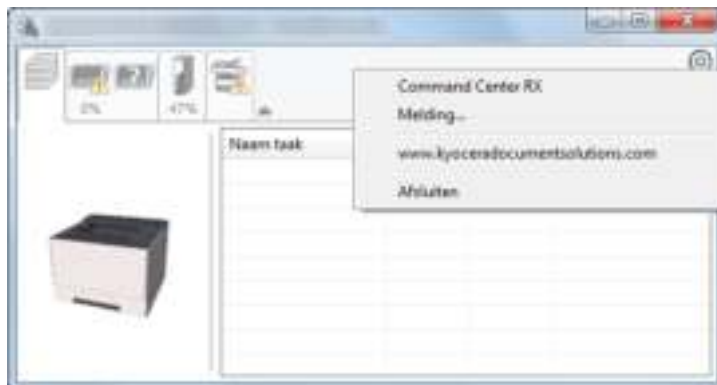 Command Center RX
Melding...
www.kyoceradocumentsolutions.com
Afsluiten
0%
47%
Naam taak